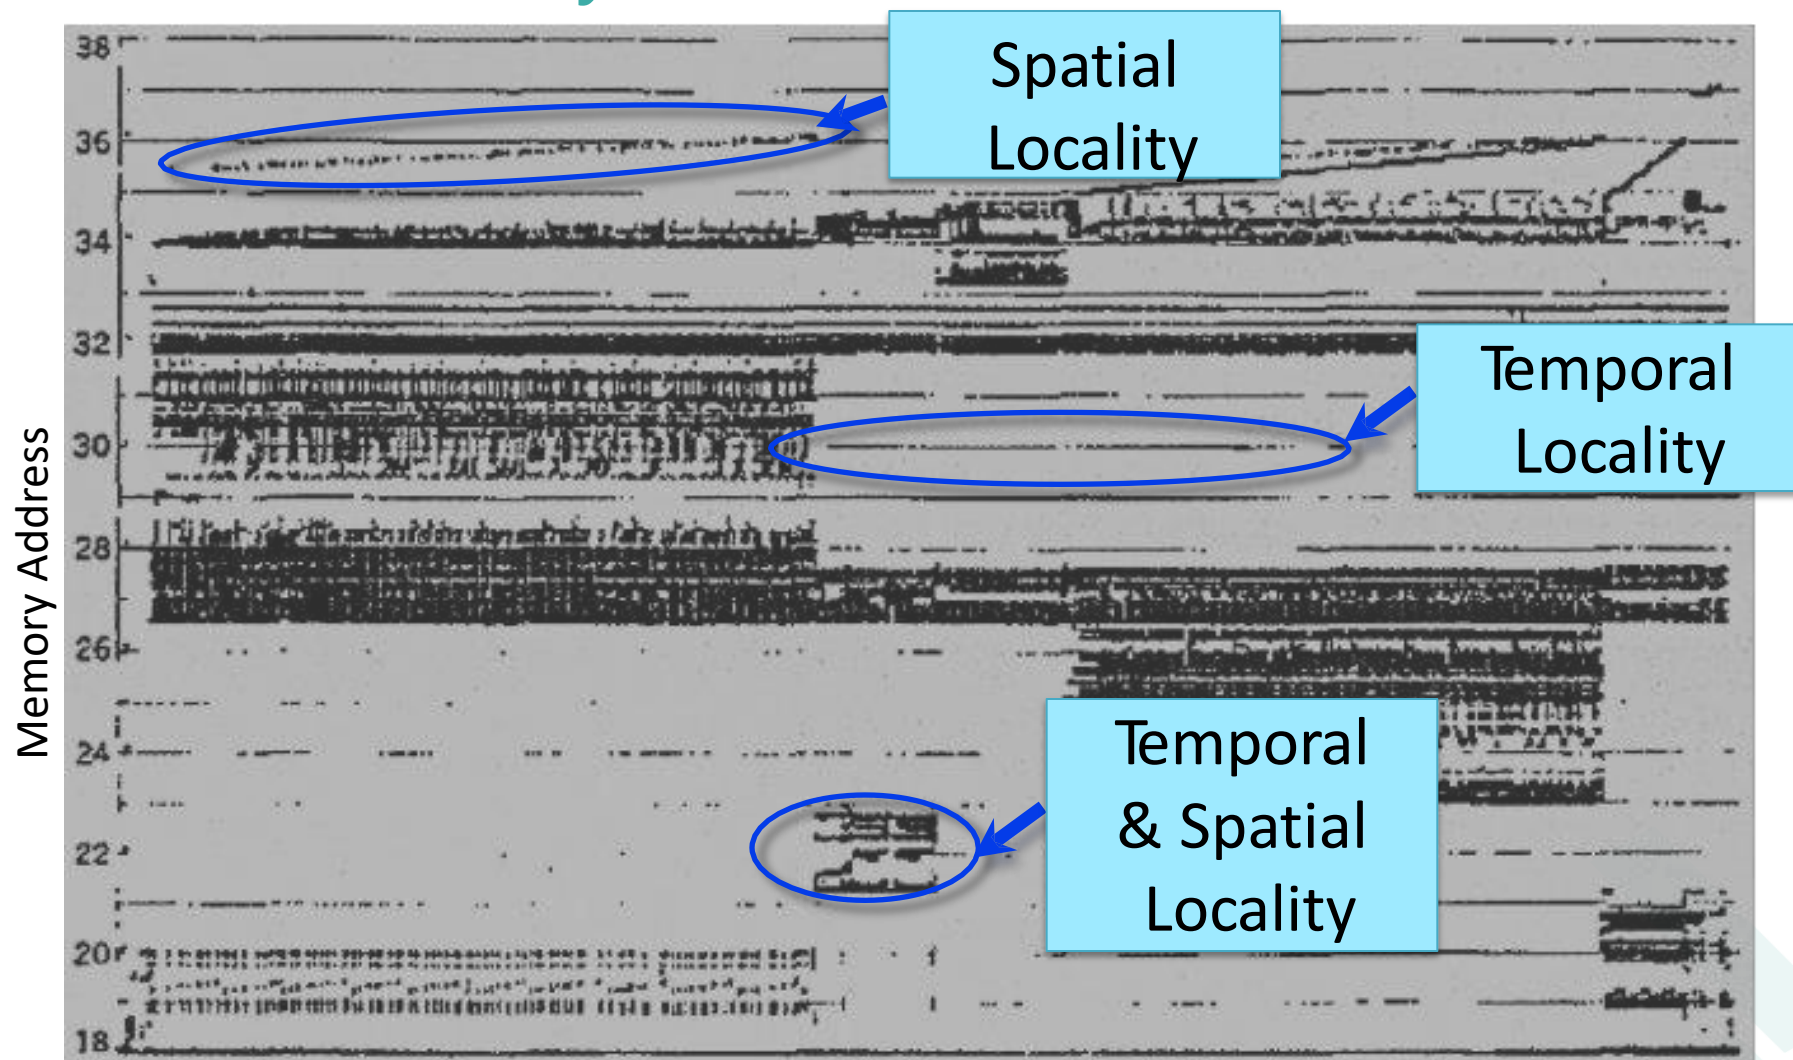 38
Spatial
Locality
36
34
32
Temporal
Locality
30
Memory Address
28
26
24
Temporal
& Spatial
Locality
22
20
18